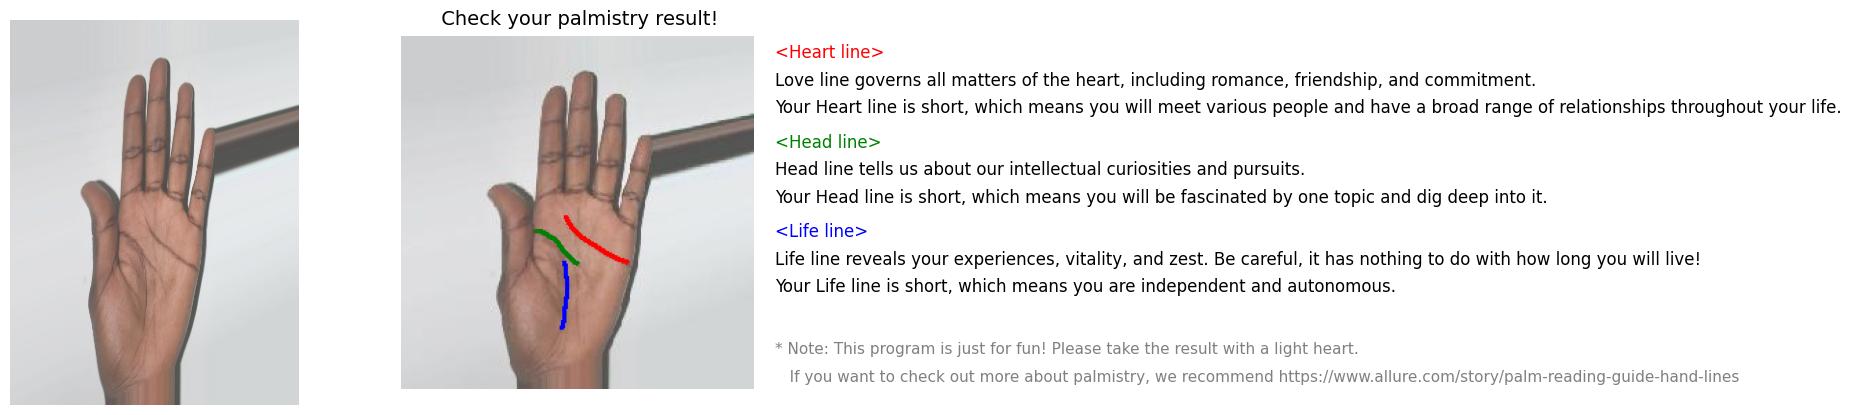 Check your palmistry result!
<Heart line>
Love line governs all matters of the heart, including romance, friendship, and commitment.
Your Heart line is short, which means you will meet various people and have a broad range of relationships throughout your life.
<Head line>
Head line tells us about our intellectual curiosities and pursuits.
Your Head line is short, which means you will be fascinated by one topic and dig deep into it.
<Life line>
Life line reveals your experiences, vitality, and zest. Be careful, it has nothing to do with how long you will live!
Your Life line is short, which means you are independent and autonomous.
* Note: This program is just for fun! Please take the result with a light heart.
If you want to check out more about palmistry, we recommend https://www.allure.com/story/palm-reading-guide-hand-lines